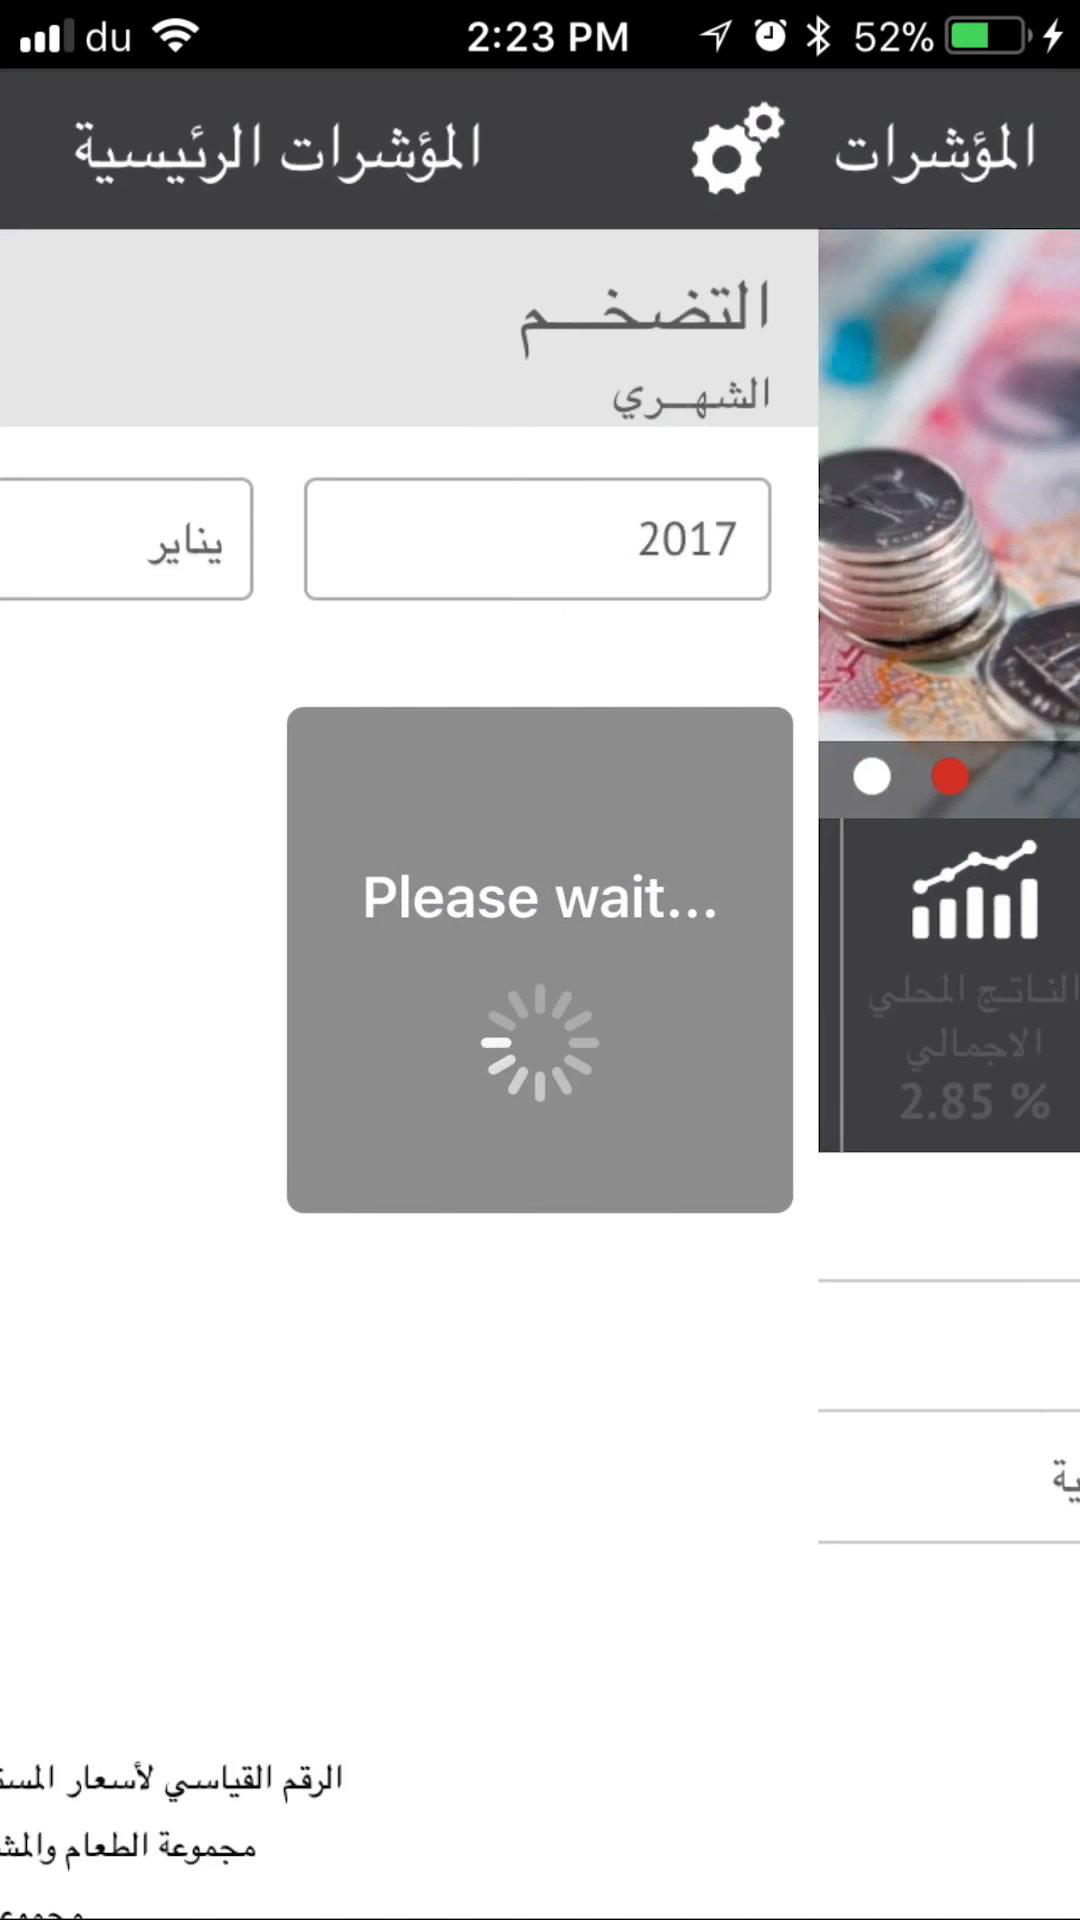 du 2:23 PM 52%
المؤشرات
المؤشرات الرئيسية
التضخم
الشهري
2017
يناير
Please wait...
الناتج المحلي
الاجمالي
2.85 %
الرقم القياسي لأسعار
مجموعة الطعام